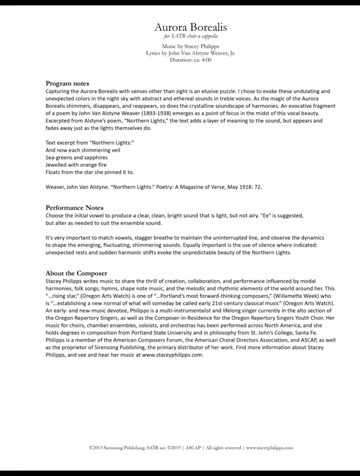 Aurora Borealis
for SATB choir a cappella
Music by Stacey Philipps
Lyrics by John Van Alstyne Weaver, Jr.
Duration: ca. 4:00
Program notes
Capturing the Aurora Borealis with senses other than sight is an elusive puzzle. I chose to evoke these undulating and
unexpected colors in the night sky with abstract and ethereal sounds in treble voices. As the magic of the Aurora
Borealis shimmers, disappears, and reappears, so does the crystalline soundscape of harmonies. An evocative fragment
of a poem by John Van Alstyne Weaver (1893-1938) emerges as a point of focus in the midst of this vocal beauty.
Excerpted from Alstyne's poem, "Northern Lights," the text adds a layer of meaning to the sound, but appears and
fades away just as the lights themselves do.
Text excerpt from "Northern Lights:"
And now each shimmering veil
Sea-greens and sapphires
Jewelled with orange fire
Floats from the star she pinned it to.
Weaver, John Van Alstyne. "Northern Lights." Poetry: A Magazine of Verse, May 1918: 72.
Performance Notes
Choose the initial vowel to produce a clear, clean, bright sound that is light, but not airy. "Ee" is suggested,
but alter as needed to suit the ensemble sound.
It's very important to match vowels, stagger breathe to maintain the uninterrupted line, and observe the dynamics
to shape the emerging, fluctuating, shimmering sounds. Equally important is the use of silence where indicated:
unexpected rests and sudden harmonic shifts evoke the unpredictable beauty of the Northern Lights.
About the Composer
Stacey Philipps writes music to share the thrill of creation, collaboration, and performance influenced by modal
harmonies, folk songs, hymns, shape note music, and the melodic and rhythmic elements of the world around her. This
"...rising star," (Oregon Arts Watch) is one of "...Portland's most forward-thinking composers," (Willamette Week) who
is "...establishing a new normal of what will someday be called early 21st-century classical music" (Oregon Arts Watch).
An early- and new-music devotee, Philipps is a multi-instrumentalist and lifelong singer currently in the alto section of
the Oregon Repertory Singers, as well as the Composer-in-Residence for the Oregon Repertory Singers Youth Choir. Her
music for choirs, chamber ensembles, soloists, and orchestras has been performed across North America, and she
holds degrees in composition from Portland State University and in philosophy from St. John's College, Santa Fe.
Philipps is a member of the American Composers Forum, the American Choral Directors Association, and ASCAP, as well
as the proprietor of Sirensong Publishing, the primary distributor of her work. Find more information about Stacey
Philipps, and see and hear her music at www.staceyphilipps.com.
©2013 Sirensong Publishing; SATB arr. ©2019 | ASCAP | All rights reserved | www.staceyphilipps.com